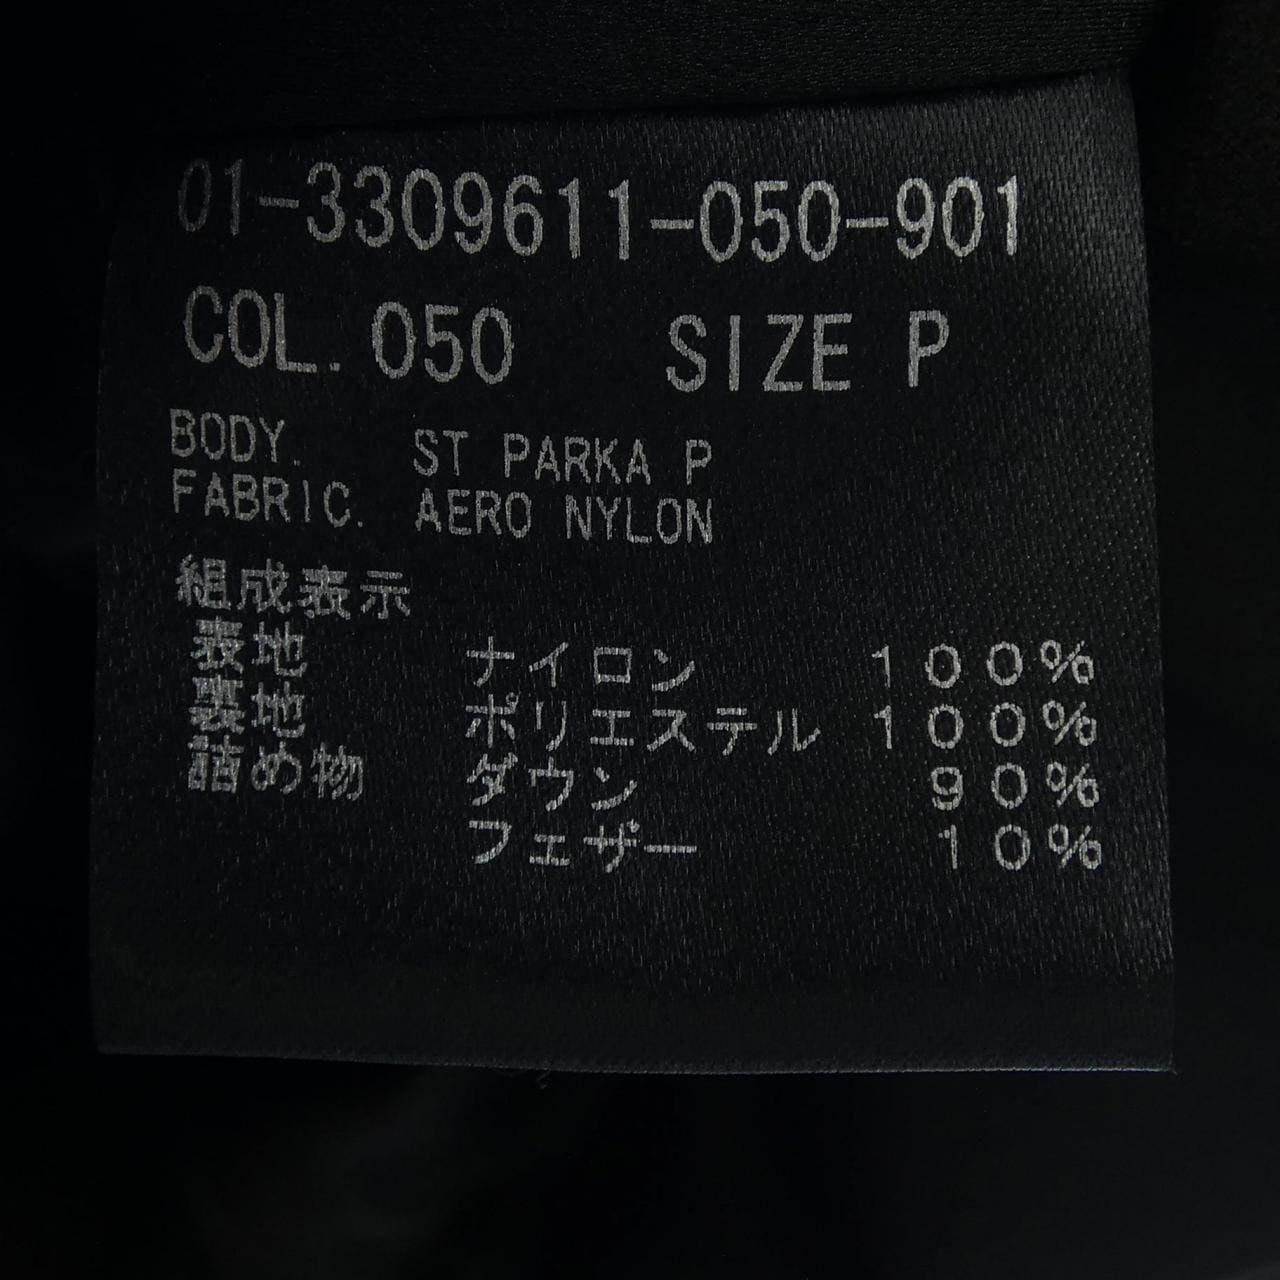 01-3309611-050-901
COL. 050 SIZE P
BODY. ST PARKA P
FABRIC. AERO NYLON
組成表示
表地 ナイロン 100%
裏地 ポリエステル 100%
詰め物 ダウン 90%
フェザー 10%